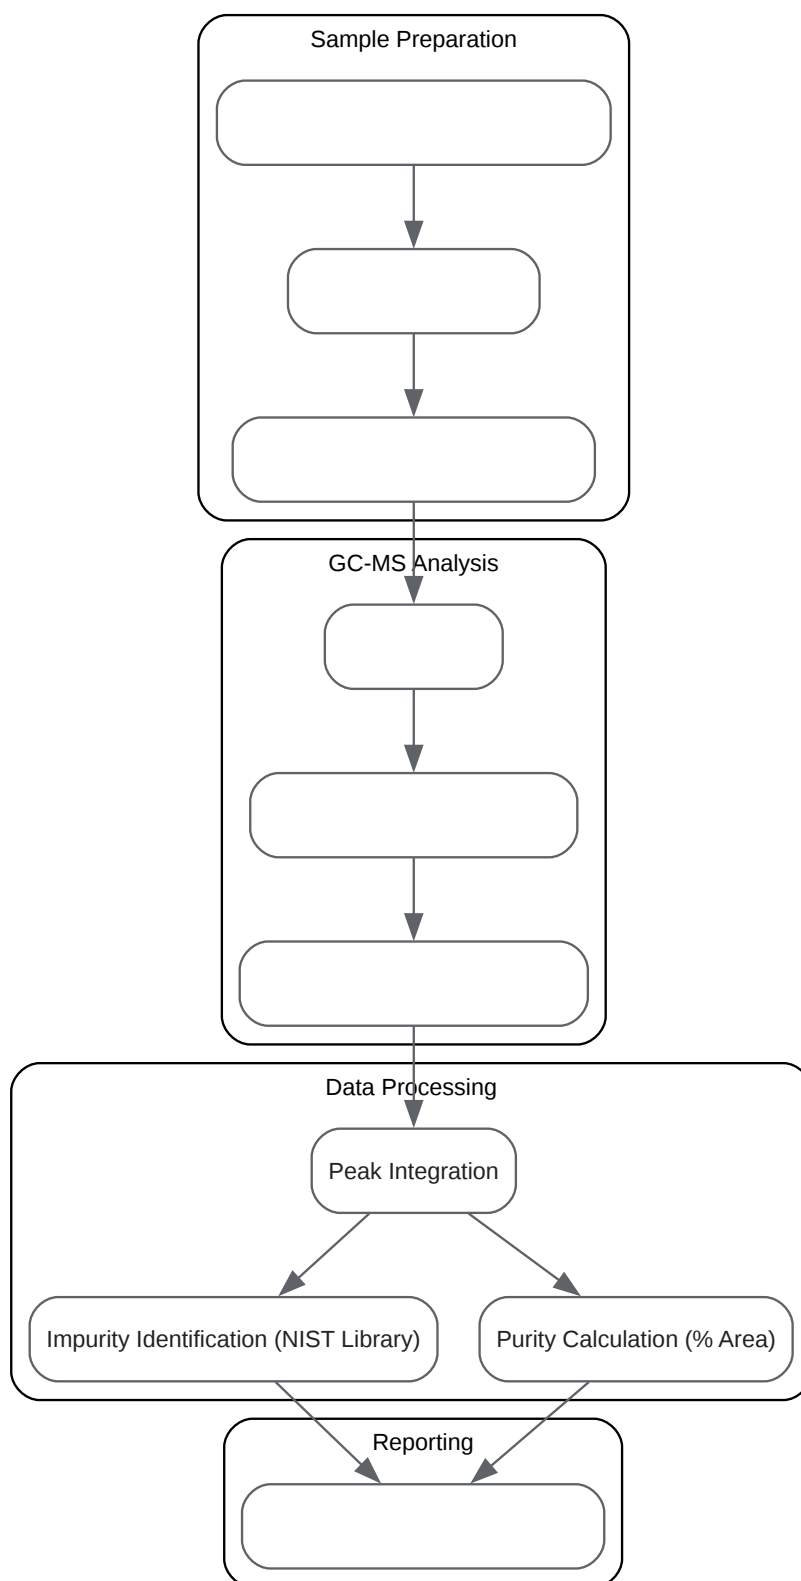 Sample Preparation
GC-MS Analysis
Data Processing
Peak Integration
Impurity Identification (NIST Library)
Purity Calculation (% Area)
Reporting